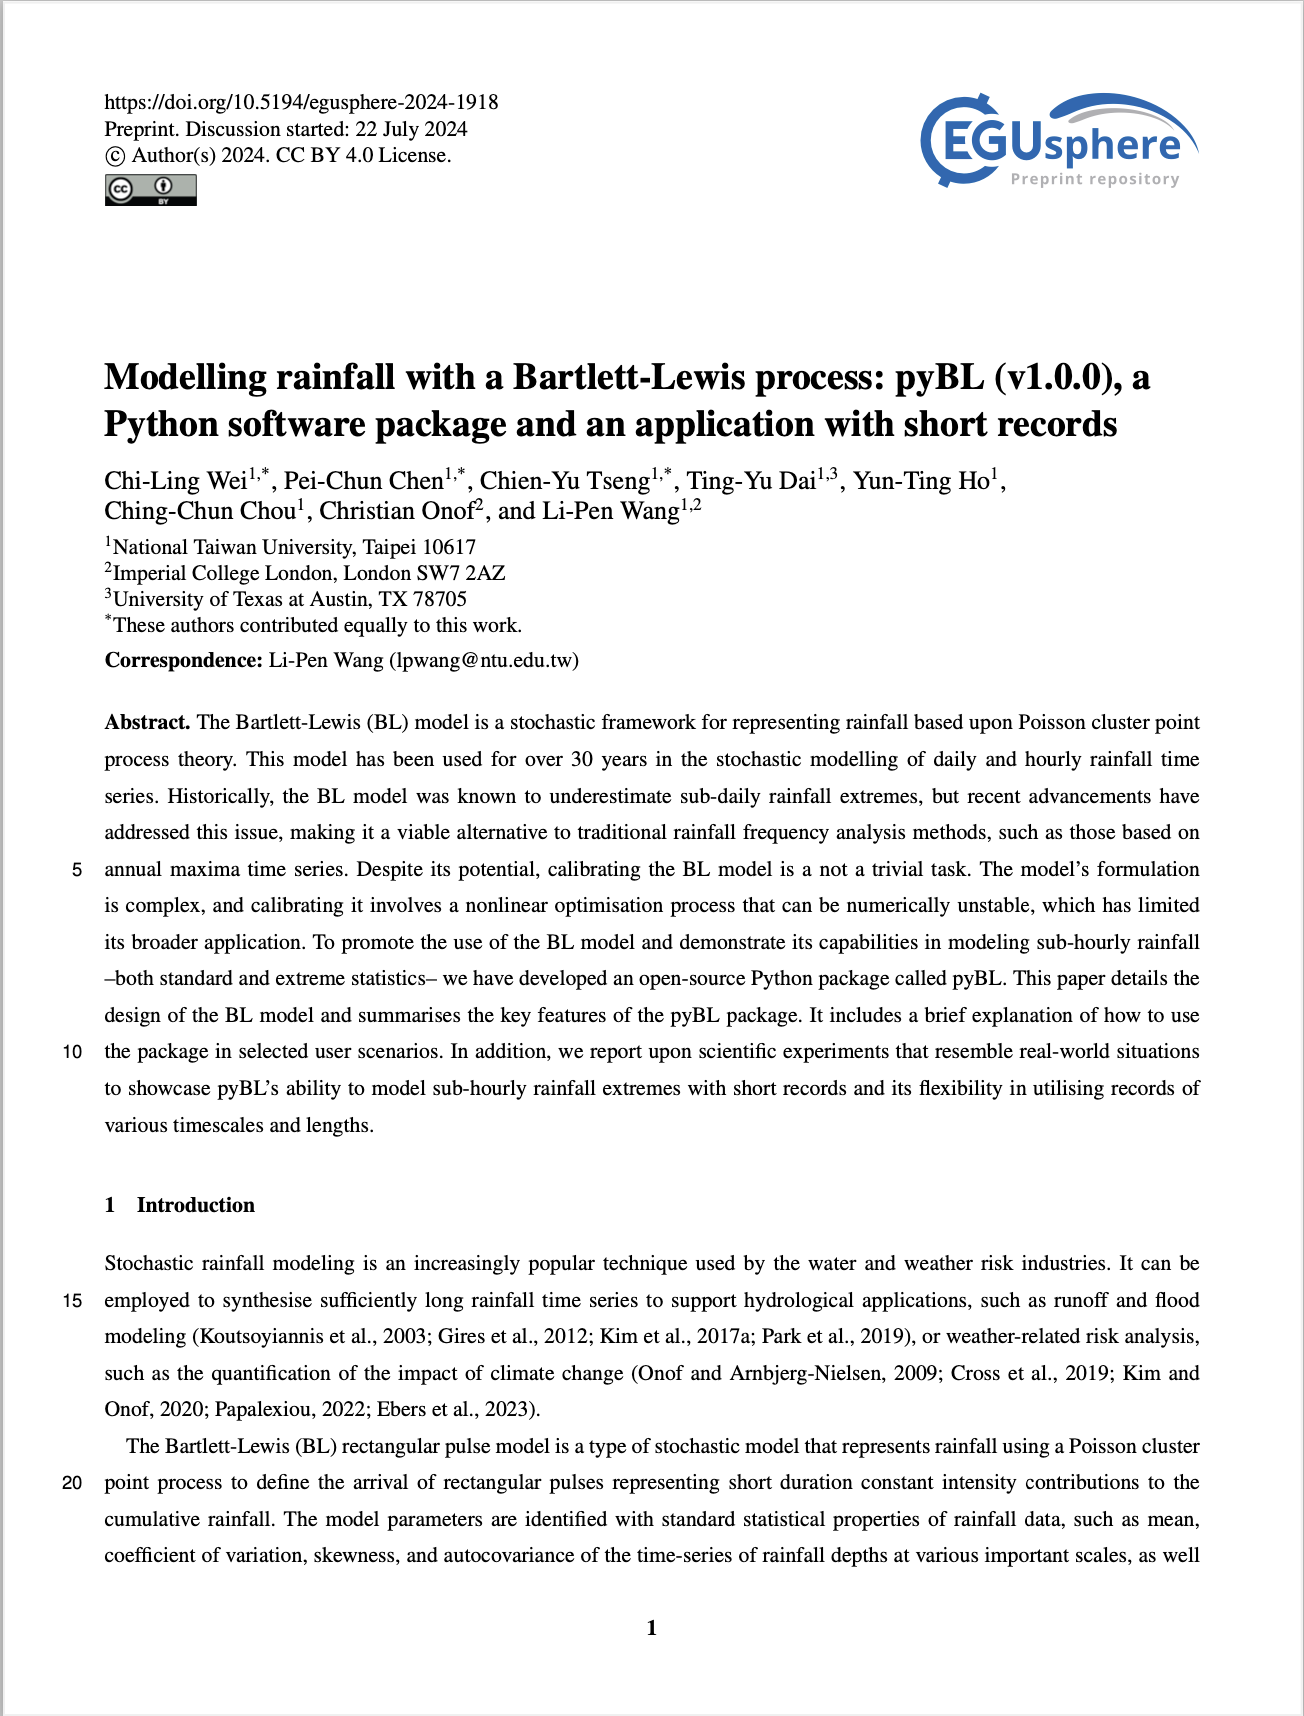 https://doi.org/10.5194/egusphere-2024-1918
Preprint. Discussion started: 22 July 2024
© Author(s) 2024. CC BY 4.0 License.
cc BY
EGUsphere
Preprint repository
Modelling rainfall with a Bartlett-Lewis process: pyBL (v1.0.0), a
Python software package and an application with short records
Chi-Ling Wei1,*, Pei-Chun Chen1,*, Chien-Yu Tseng1,*, Ting-Yu Dai1,3, Yun-Ting Ho1,
Ching-Chun Chou1, Christian Onof2, and Li-Pen Wang1,2
1National Taiwan University, Taipei 10617
2Imperial College London, London SW7 2AZ
3University of Texas at Austin, TX 78705
*These authors contributed equally to this work.
Correspondence: Li-Pen Wang (lpwang@ntu.edu.tw)
Abstract. The Bartlett-Lewis (BL) model is a stochastic framework for representing rainfall based upon Poisson cluster point
process theory. This model has been used for over 30 years in the stochastic modelling of daily and hourly rainfall time
series. Historically, the BL model was known to underestimate sub-daily rainfall extremes, but recent advancements have
addressed this issue, making it a viable alternative to traditional rainfall frequency analysis methods, such as those based on
5 annual maxima time series. Despite its potential, calibrating the BL model is a not a trivial task. The model's formulation
is complex, and calibrating it involves a nonlinear optimisation process that can be numerically unstable, which has limited
its broader application. To promote the use of the BL model and demonstrate its capabilities in modeling sub-hourly rainfall
–both standard and extreme statistics– we have developed an open-source Python package called pyBL. This paper details the
design of the BL model and summarises the key features of the pyBL package. It includes a brief explanation of how to use
10 the package in selected user scenarios. In addition, we report upon scientific experiments that resemble real-world situations
to showcase pyBL's ability to model sub-hourly rainfall extremes with short records and its flexibility in utilising records of
various timescales and lengths.
1 Introduction
Stochastic rainfall modeling is an increasingly popular technique used by the water and weather risk industries. It can be
15 employed to synthesise sufficiently long rainfall time series to support hydrological applications, such as runoff and flood
modeling (Koutsoyiannis et al., 2003; Gires et al., 2012; Kim et al., 2017a; Park et al., 2019), or weather-related risk analysis,
such as the quantification of the impact of climate change (Onof and Arnbjerg-Nielsen, 2009; Cross et al., 2019; Kim and
Onof, 2020; Papalexiou, 2022; Ebers et al., 2023).
The Bartlett-Lewis (BL) rectangular pulse model is a type of stochastic model that represents rainfall using a Poisson cluster
20 point process to define the arrival of rectangular pulses representing short duration constant intensity contributions to the
cumulative rainfall. The model parameters are identified with standard statistical properties of rainfall data, such as mean,
coefficient of variation, skewness, and autocovariance of the time-series of rainfall depths at various important scales, as well
1